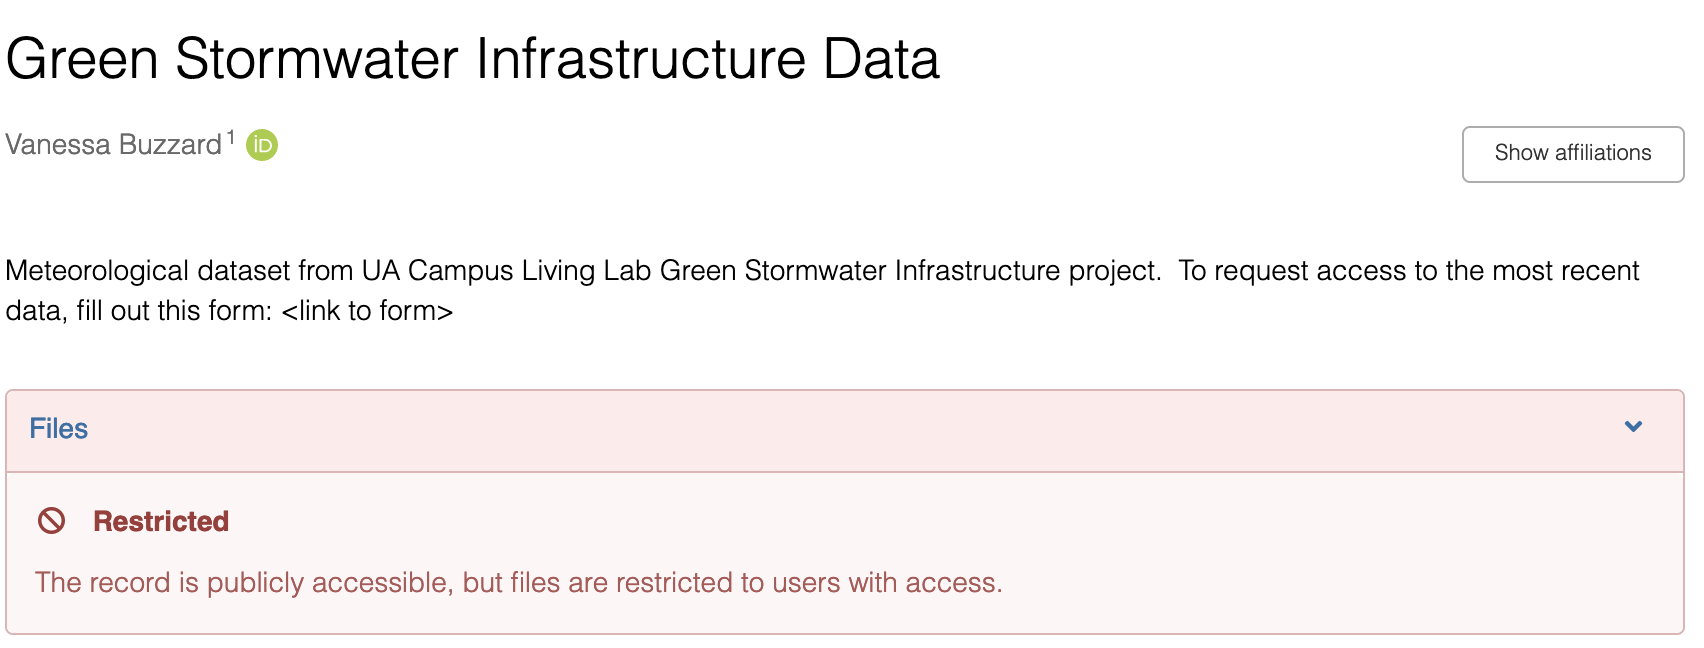 Green Stormwater Infrastructure Data
Vanessa Buzzard¹ iD
Show affiliations
Meteorological dataset from UA Campus Living Lab Green Stormwater Infrastructure project.  To request access to the most recent
data, fill out this form: <link to form>
Files
Restricted
The record is publicly accessible, but files are restricted to users with access.